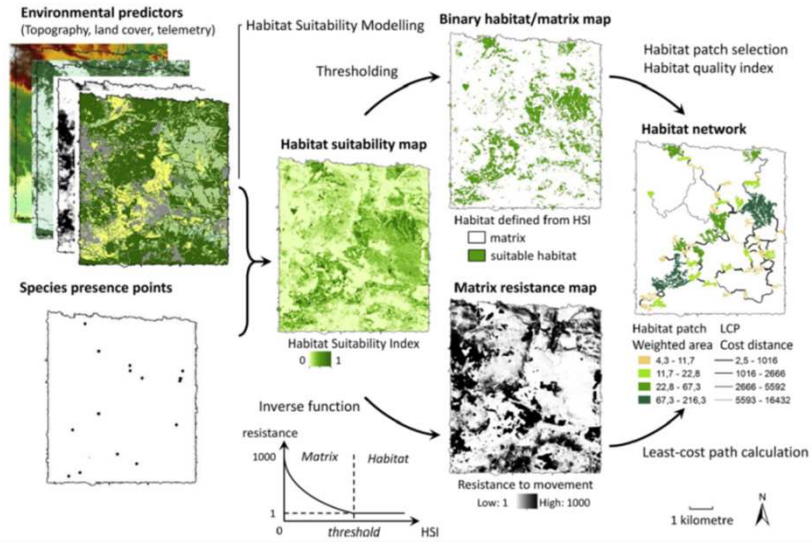 Environmental predictors
(Topography, land cover, telemetry)
Habitat Suitability Modelling
Thresholding
Binary habitat/matrix map
Habitat patch selection
Habitat quality index
Habitat suitability map
Habitat network
Habitat defined from HSI
matrix
suitable habitat
Species presence points
Matrix resistance map
Habitat Suitability Index
0 1
Habitat patch LCP
Weighted area Cost distance
4,3 - 11,7 2,5 - 1016
11,7 - 22,8 1016 - 2666
22,8 - 67,3 2666 - 5592
67,3 - 216,3 5593 - 16432
Inverse function
resistance
1000
Matrix Habitat
1
0 threshold HSI
Resistance to movement
Low: 1 High: 1000
Least-cost path calculation
1 kilometre
N